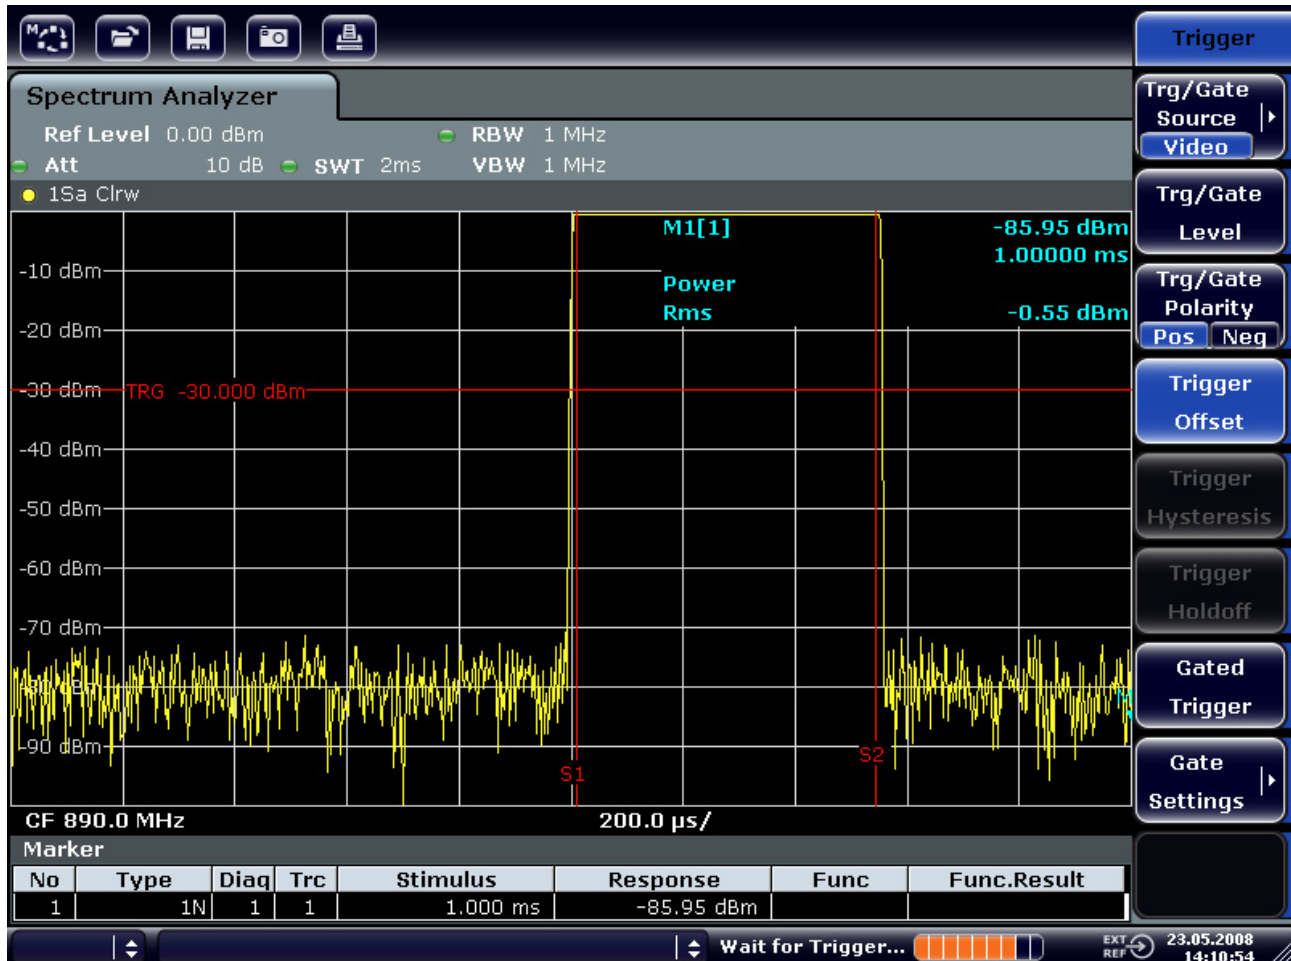 Trigger
Spectrum Analyzer
Ref Level 0.00 dBm RBW 1 MHz
Att 10 dB SWT 2ms VBW 1 MHz
1Sa Clrw
M1[1] -85.95 dBm
1.00000 ms
Power
Rms -0.55 dBm
-10 dBm
-20 dBm
-30 dBm
TRG -30.000 dBm
-40 dBm
-50 dBm
-60 dBm
-70 dBm
-80 dBm
-90 dBm
S1
S2
CF 890.0 MHz 200.0 µs/
Marker
No Type Diag Trc Stimulus Response Func Func.Result
1 1N 1 1 1.000 ms -85.95 dBm
Trg/Gate
Source
Video
Trg/Gate
Level
Trg/Gate
Polarity
Pos Neg
Trigger
Offset
Trigger
Hysteresis
Trigger
Holdoff
Gated
Trigger
Gate
Settings
Wait for Trigger...
EXT
REF
23.05.2008
14:10:54